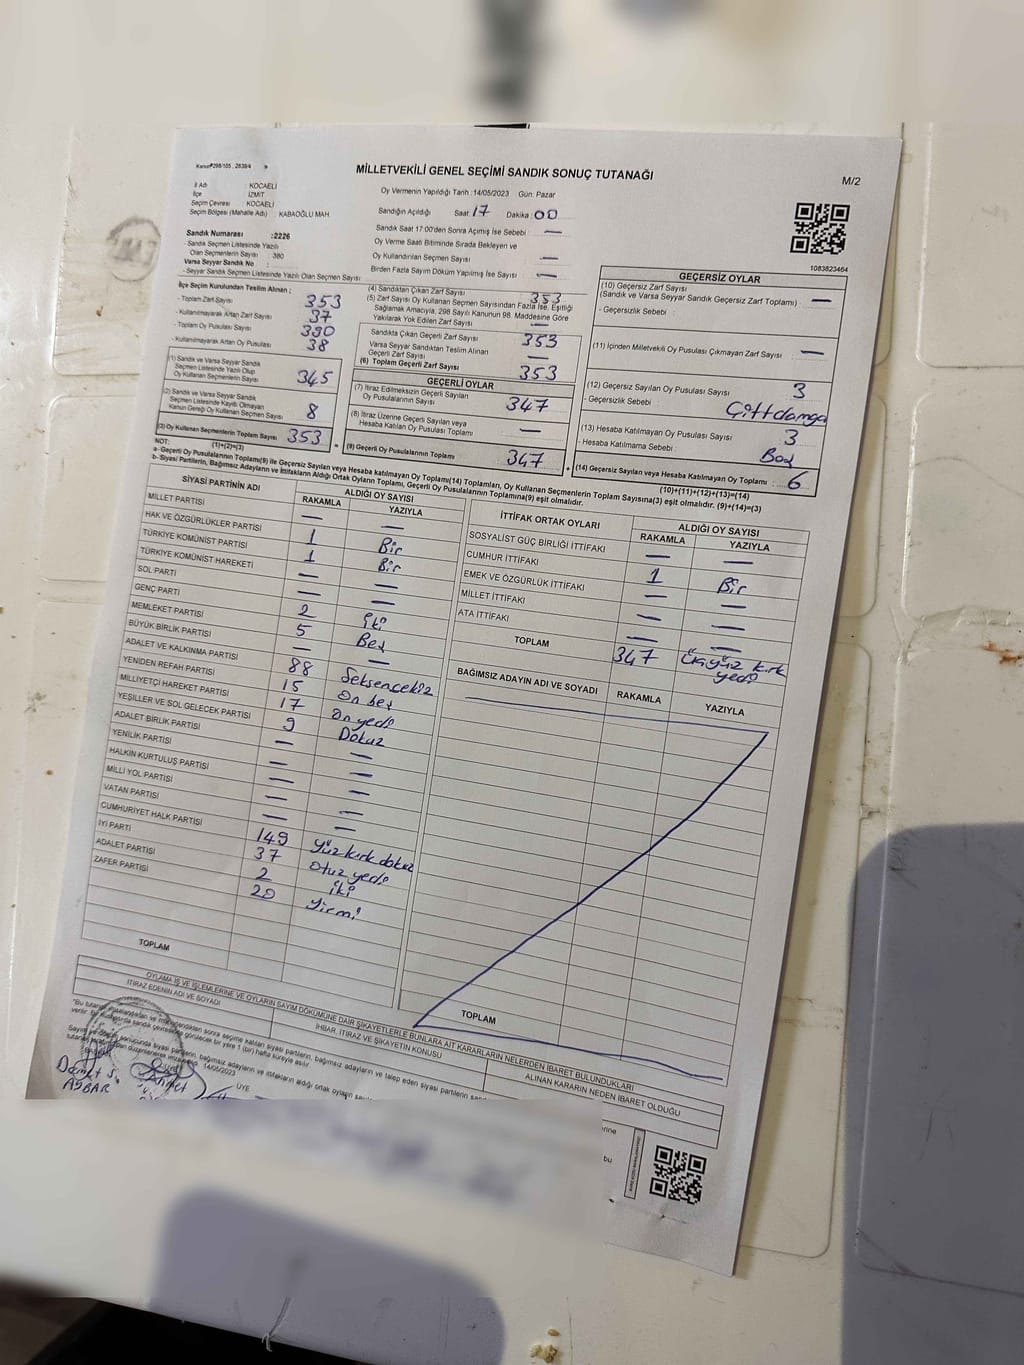 Kanun*298/105 , 2839/4
MİLLETVEKİLİ GENEL SEÇİMİ SANDIK SONUÇ TUTANAĞI
M/2
İl Adı : KOCAELİ
İlçe : İZMİT
Seçim Çevresi : KOCAELİ
Seçim Bölgesi (Mahalle Adı) : KABAOĞLU MAH.
Oy Vermenin Yapıldığı Tarih :14/05/2023 Gün: Pazar
Sandığın Açıldığı Saat 17 Dakika : 00
Sandık Saat 17:00'den Sonra Açımış İse Sebebi —
Oy Verme Saati Bitiminde Sırada Bekleyen ve
Oy Kullandırılan Seçmen Sayısı —
Birden Fazla Sayım Döküm Yapılmış İse Sayısı —
1083823464
Sandık Numarası :2226
- Sandık Seçmen Listesinde Yazılı
Olan Seçmenlerin Sayısı : 380
Varsa Seyyar Sandık No :
- Seyyar Sandık Seçmen Listesinde Yazılı Olan Seçmen Sayısı
İlçe Seçim Kurulundan Teslim Alınan ;
- Toplam Zarf Sayısı 353
- Kullanılmayarak Artan Zarf Sayısı 37
- Toplam Oy Pusulası Sayısı 390
- Kullanılmayarak Artan Oy Pusulası 38
(1) Sandık ve Varsa Seyyar Sandık
Seçmen Listesinde Yazılı Olup
Oy Kullanan Seçmenlerin Sayısı 345
(2) Sandık ve Varsa Seyyar Sandık
Seçmen Listesinde Kayıtlı Olmayan
Kanun Gereği Oy Kullanan Seçmen Sayısı 8
(3) Oy Kullanan Seçmenlerin Toplam Sayısı 353
(1)+(2)=(3)
(4) Sandıktan Çıkan Zarf Sayısı 353
(5) Zarf Sayısı Oy Kullanan Seçmen Sayısından Fazla İse, Eşitliği
Sağlamak Amacıyla, 298 Sayılı Kanunun 98. Maddesine Göre
Yakılarak Yok Edilen Zarf Sayısı —
Sandıkta Çıkan Geçerli Zarf Sayısı 353
Varsa Seyyar Sandıktan Teslim Alınan
Geçerli Zarf Sayısı —
(6) Toplam Geçerli Zarf Sayısı 353
GEÇERLİ OYLAR
(7) İtiraz Edilmeksizin Geçerli Sayılan
Oy Pusulalarının Sayısı 347
(8) İtiraz Üzerine Geçerli Sayılan veya
Hesaba Katılan Oy Pusulası Toplamı —
(9) Geçerli Oy Pusulalarının Toplamı 347
GEÇERSİZ OYLAR
(10) Geçersiz Zarf Sayısı
(Sandık ve Varsa Seyyar Sandık Geçersiz Zarf Toplamı) —
- Geçersizlik Sebebi :
(11) İçinden Milletvekili Oy Pusulası Çıkmayan Zarf Sayısı —
(12) Geçersiz Sayılan Oy Pusulası Sayısı 3
- Geçersizlik Sebebi : Çiftdamga
(13) Hesaba Katılmayan Oy Pusulası Sayısı 3
- Hesaba Katılmama Sebebi Boş
(14) Geçersiz Sayılan veya Hesaba Katılmayan Oy Toplamı : 6
(10)+(11)+(12)+(13)=(14)
NOT:
a- Geçerli Oy Pusulalarının Toplamı(9) ile Geçersiz Sayılan veya Hesaba katılmayan Oy Toplamı(14) Toplamları, Oy Kullanan Seçmenlerin Toplam Sayısına(3) eşit olmalıdır. (9)+(14)=(3)
b- Siyasi Partilerin, Bağımsız Adayların ve İttifakların Aldığı Ortak Oyların Toplamı, Geçerli Oy Pusulalarının Toplamına(9) eşit olmalıdır.
SİYASİ PARTİNİN ADI ALDIĞI OY SAYISI
RAKAMLA YAZIYLA
MİLLET PARTİSİ — —
HAK VE ÖZGÜRLÜKLER PARTİSİ 1 Bir
TÜRKİYE KOMÜNİST PARTİSİ 1 Bir
TÜRKİYE KOMÜNİST HAREKETİ — —
SOL PARTİ — —
GENÇ PARTİ 2 İki
MEMLEKET PARTİSİ 5 Beş
BÜYÜK BİRLİK PARTİSİ — —
ADALET VE KALKINMA PARTİSİ 88 Seksensekiz
YENİDEN REFAH PARTİSİ 15 On beş
MİLLİYETÇİ HAREKET PARTİSİ 17 On yedi
YEŞİLLER VE SOL GELECEK PARTİSİ 9 Dokuz
ADALET BİRLİK PARTİSİ — —
YENİLİK PARTİSİ — —
HALKIN KURTULUŞ PARTİSİ — —
MİLLİ YOL PARTİSİ — —
VATAN PARTİSİ — —
CUMHURİYET HALK PARTİSİ 149 Yüz kırk dokuz
İYİ PARTİ 37 Otuz yedi
ADALET PARTİSİ 2 İki
ZAFER PARTİSİ 20 Yirmi
TOPLAM
İTTİFAK ORTAK OYLARI ALDIĞI OY SAYISI
RAKAMLA YAZIYLA
SOSYALİST GÜÇ BİRLİĞİ İTTİFAKI — —
CUMHUR İTTİFAKI 1 Bir
EMEK VE ÖZGÜRLÜK İTTİFAKI — —
MİLLET İTTİFAKI — —
ATA İTTİFAKI — —
TOPLAM 347 Üçyüz kırk yedi
BAĞIMSIZ ADAYIN ADI VE SOYADI RAKAMLA YAZIYLA
TOPLAM
OYLAMA İŞ VE İŞLEMLERİNE VE OYLARIN SAYIM DÖKÜMÜNE DAİR ŞİKAYETLERLE BUNLARA AİT KARARLARIN NELERDEN İBARET BULUNDUKLARI
İTİRAZ EDENİN ADI VE SOYADI
İHBAR, İTİRAZ VE ŞİKAYETİN KONUSU
ALINAN KARARIN NEDEN İBARET OLDUĞU
14/05/2023
ÜYE
AYBAR
Ahmet
bu